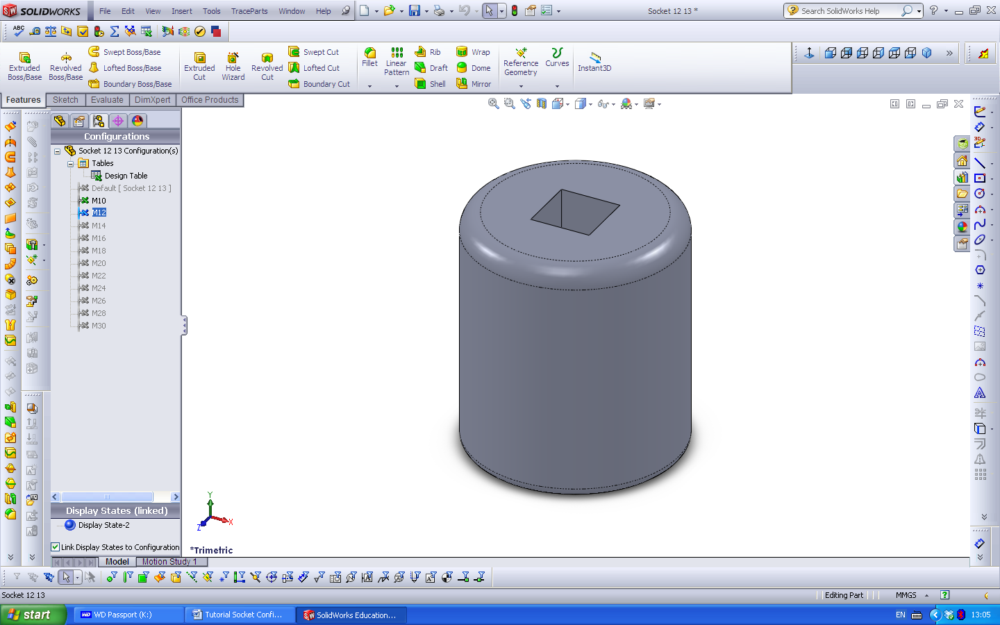 SOLIDWORKS File Edit View Insert Tools TraceParts Window Help Socket 12 13 * Search SolidWorks Help
ABC
Extruded Boss/Base Revolved Boss/Base Swept Boss/Base Lofted Boss/Base Boundary Boss/Base Extruded Cut Hole Wizard Revolved Cut Swept Cut Lofted Cut Boundary Cut Fillet Linear Pattern Rib Draft Shell Wrap Dome Mirror Reference Geometry Curves Instant3D
Features Sketch Evaluate DimXpert Office Products
Configurations
Socket 12 13 Configuration(s)
Tables
Design Table
Default [ Socket 12 13 ]
M10
M12
M14
M16
M18
M20
M22
M24
M26
M28
M30
Display States (linked)
Display State-2
Link Display States to Configuration
Y
X
Z
*Trimetric
3D
Model Motion Study 1
Socket 12 13 Editing Part MMGS
start WD Passport (K:) Tutorial Socket Confi... SolidWorks Education... EN 13:05